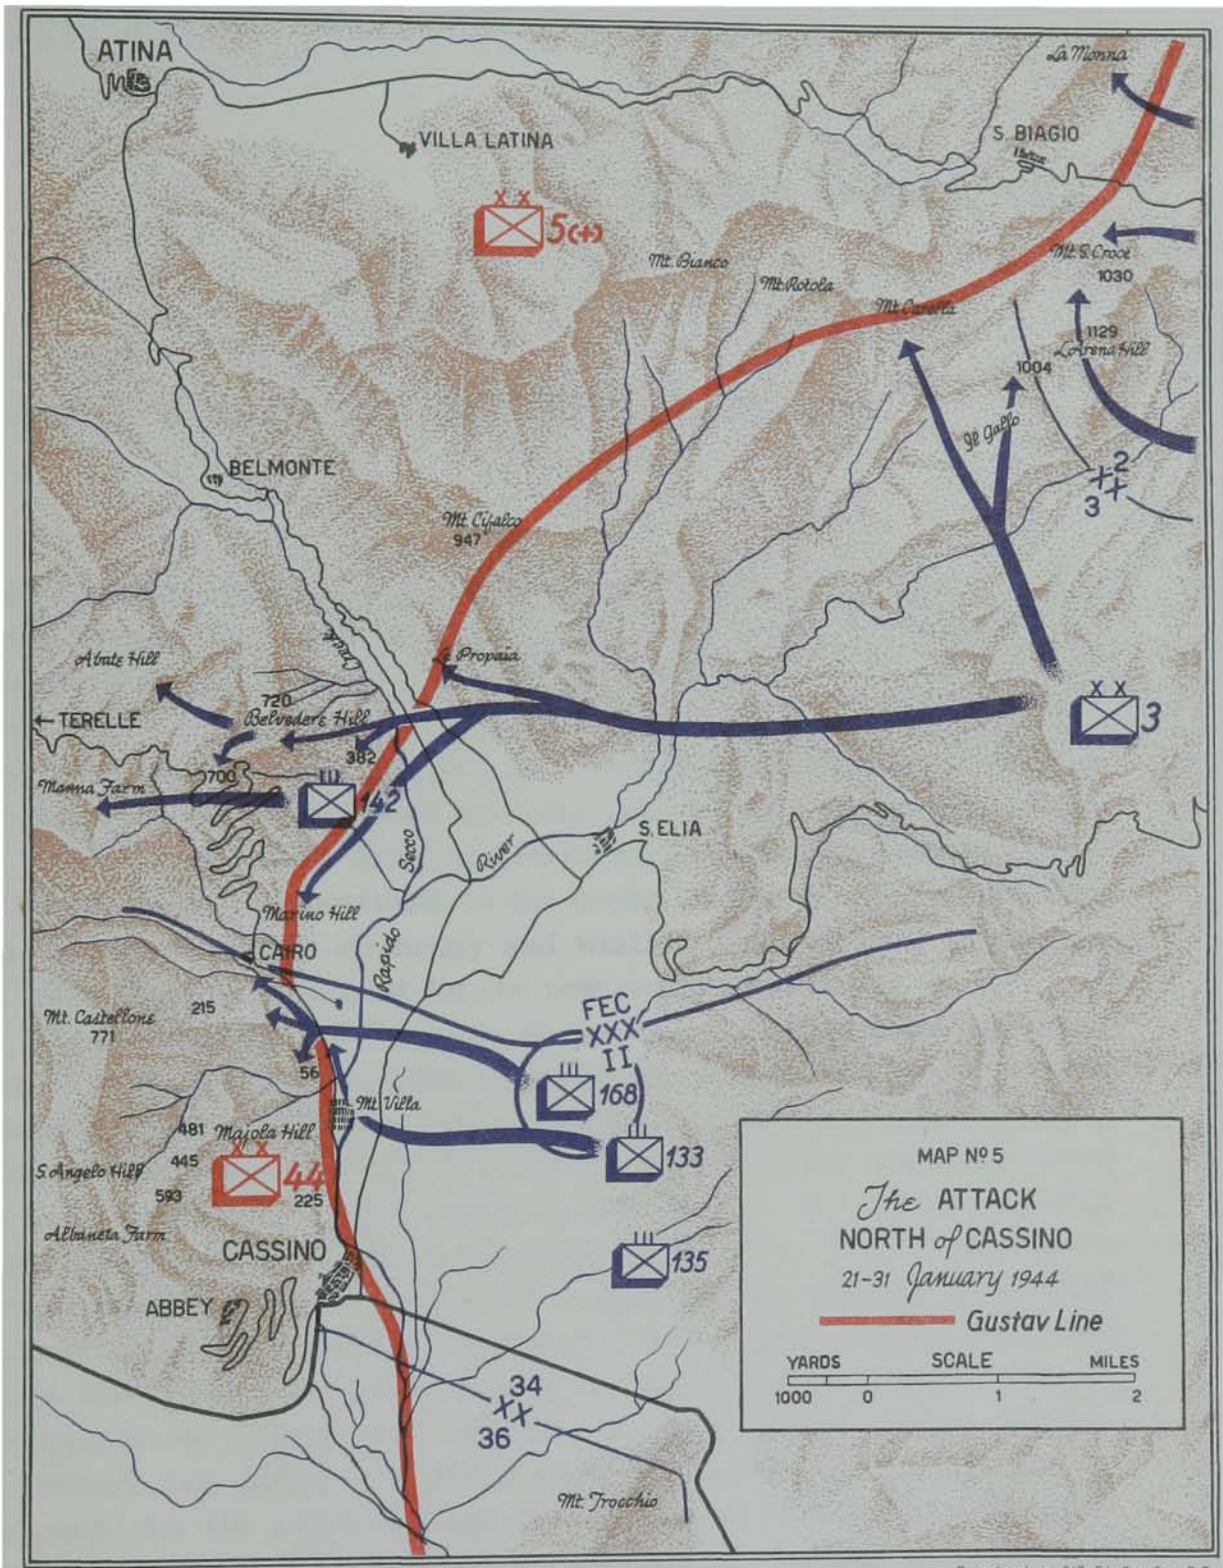 ATINA
La Monna
VILLA LATINA
S. BIAGIO
5(+)
Mt. S. Croce
1030
Mt. Bianco
Mt. Rotola
Mt. Carella
1129
L'Arena Hill
1004
Il Gallo
BELMONTE
2
3
Mt. Cifalco
947
Abate Hill
Propaia
720
Belvedere Hill
TERELLE
3
382
700
Manna Farm
142
S. ELIA
Secco
River
Marino Hill
CAIRO
Rapido
215
Mt. Castellone
771
FEC
XXX
II
56
168
Mt. Villa
481
Majola Hill
445
S. Angelo Hill
593
44
225
133
Albaneta Farm
CASSINO
135
ABBEY
34
36
Mt. Trocchio
MAP Nº 5
The ATTACK
NORTH of CASSINO
21-31 January 1944
Gustav Line
YARDS SCALE MILES
1000 0 1 2